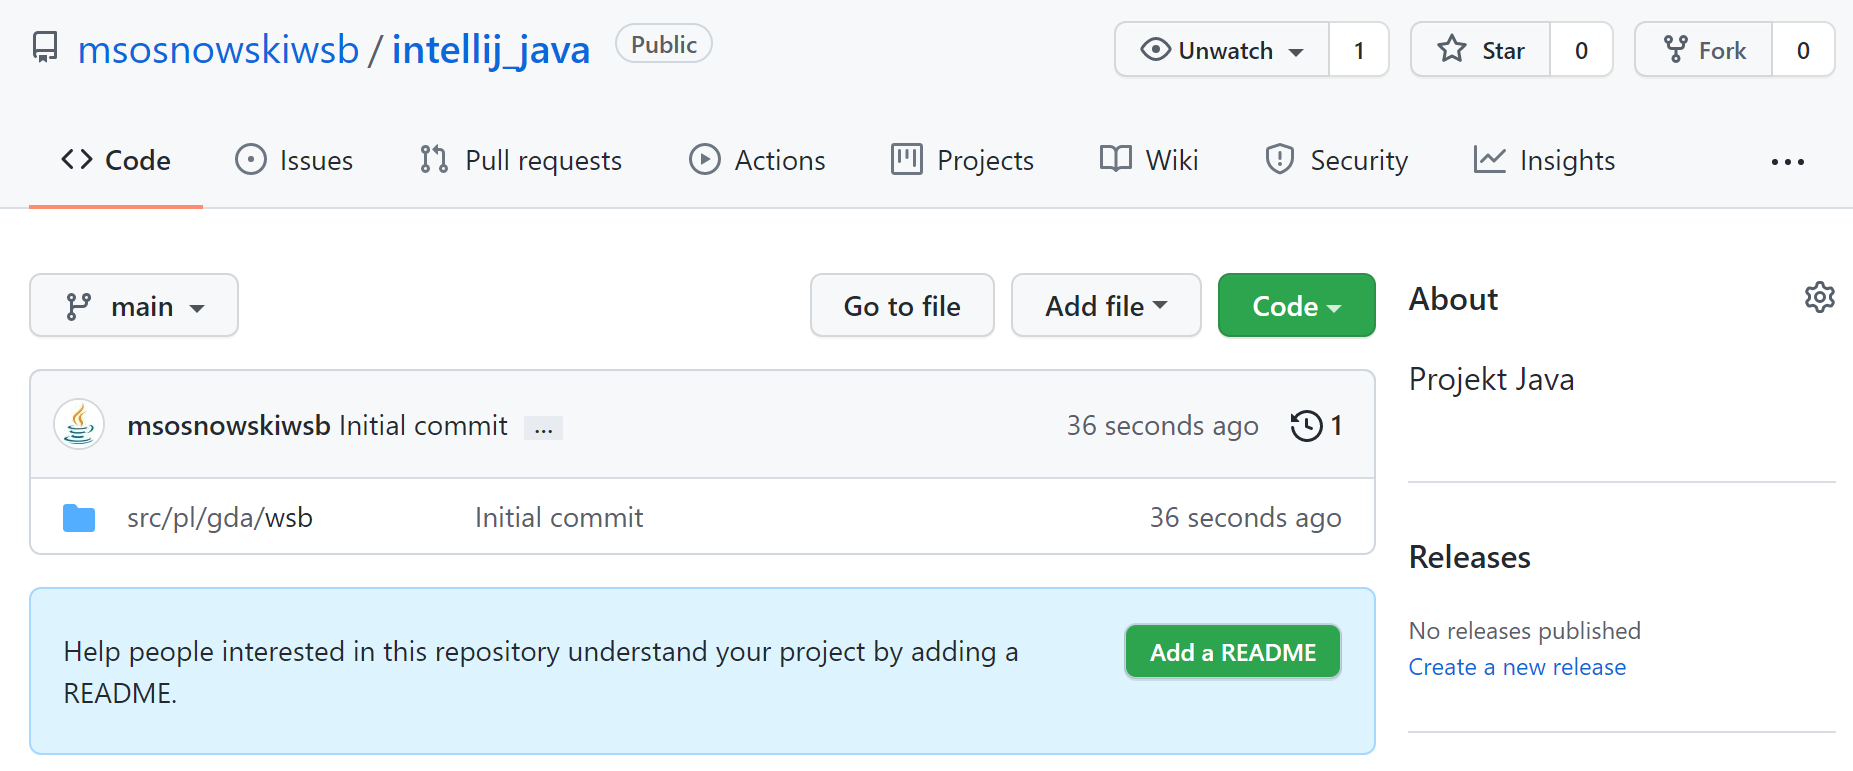 msosnowskiwsb / intellij_java Public Unwatch 1 Star 0 Fork 0
Code Issues Pull requests Actions Projects Wiki Security Insights ...
main Go to file Add file Code
About
Projekt Java
msosnowskiwsb Initial commit ... 36 seconds ago 1
src/pl/gda/wsb Initial commit 36 seconds ago
Releases
No releases published
Create a new release
Help people interested in this repository understand your project by adding a
README.
Add a README